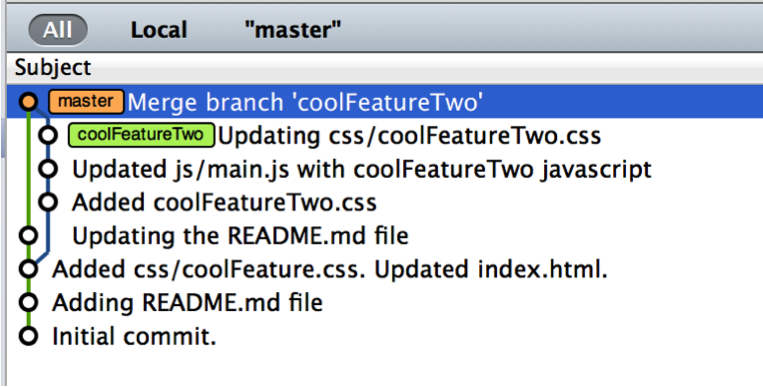 All Local "master"
Subject
master Merge branch 'coolFeatureTwo'
coolFeatureTwo Updating css/coolFeatureTwo.css
Updated js/main.js with coolFeatureTwo javascript
Added coolFeatureTwo.css
Updating the README.md file
Added css/coolFeature.css. Updated index.html.
Adding README.md file
Initial commit.